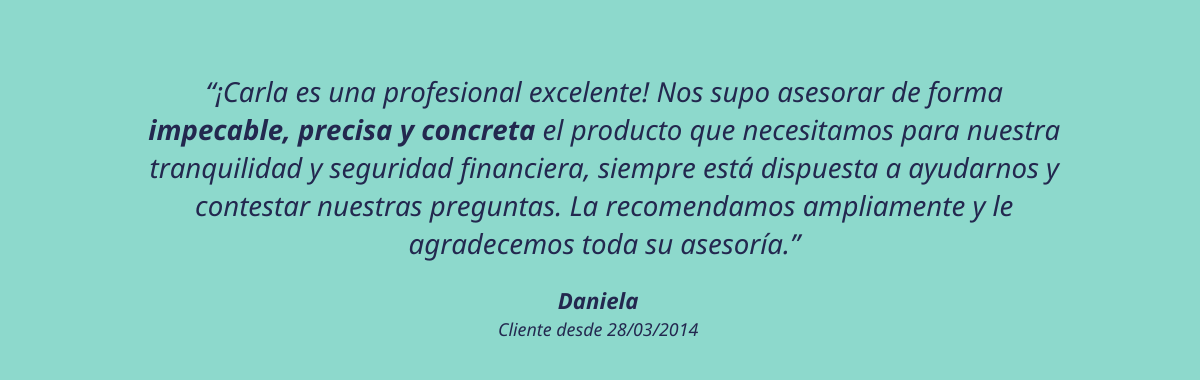 “¡Carla es una profesional excelente! Nos supo asesorar de forma
impecable, precisa y concreta el producto que necesitamos para nuestra
tranquilidad y seguridad financiera, siempre está dispuesta a ayudarnos y
contestar nuestras preguntas. La recomendamos ampliamente y le
agradecemos toda su asesoría.”
Daniela
Cliente desde 28/03/2014